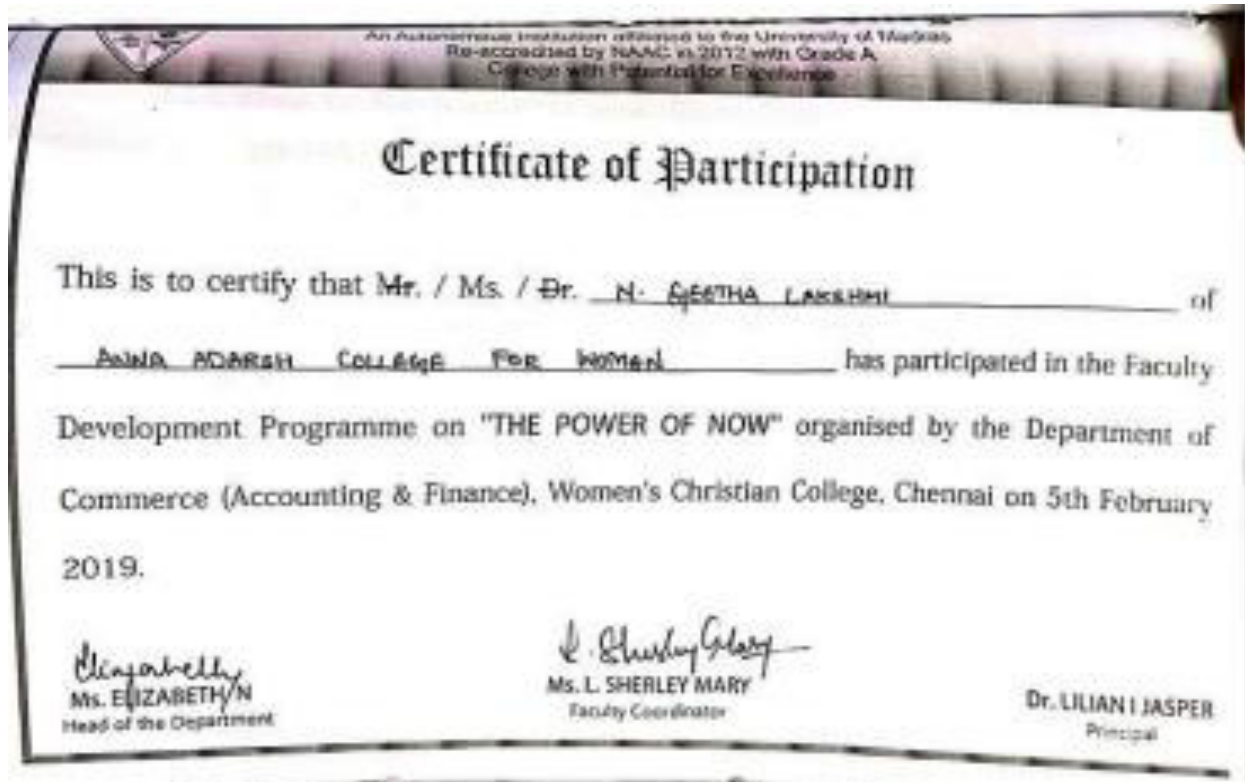 An Autonomous Institution affiliated to the University of Madras
Re-accredited by NAAC in 2012 with Grade A
College with Potential for Excellence
Certificate of Participation
This is to certify that Mr. / Ms. / Dr. N. GEETHA LAKSHMI of
ANNA ADARSH COLLEGE FOR WOMEN has participated in the Faculty
Development Programme on "THE POWER OF NOW" organised by the Department of
Commerce (Accounting & Finance), Women's Christian College, Chennai on 5th February
2019.
L. Sherley Mary
Ms. ELIZABETH N Ms. L. SHERLEY MARY Dr. LILIAN I JASPER
Head of the Department Faculty Coordinator Principal